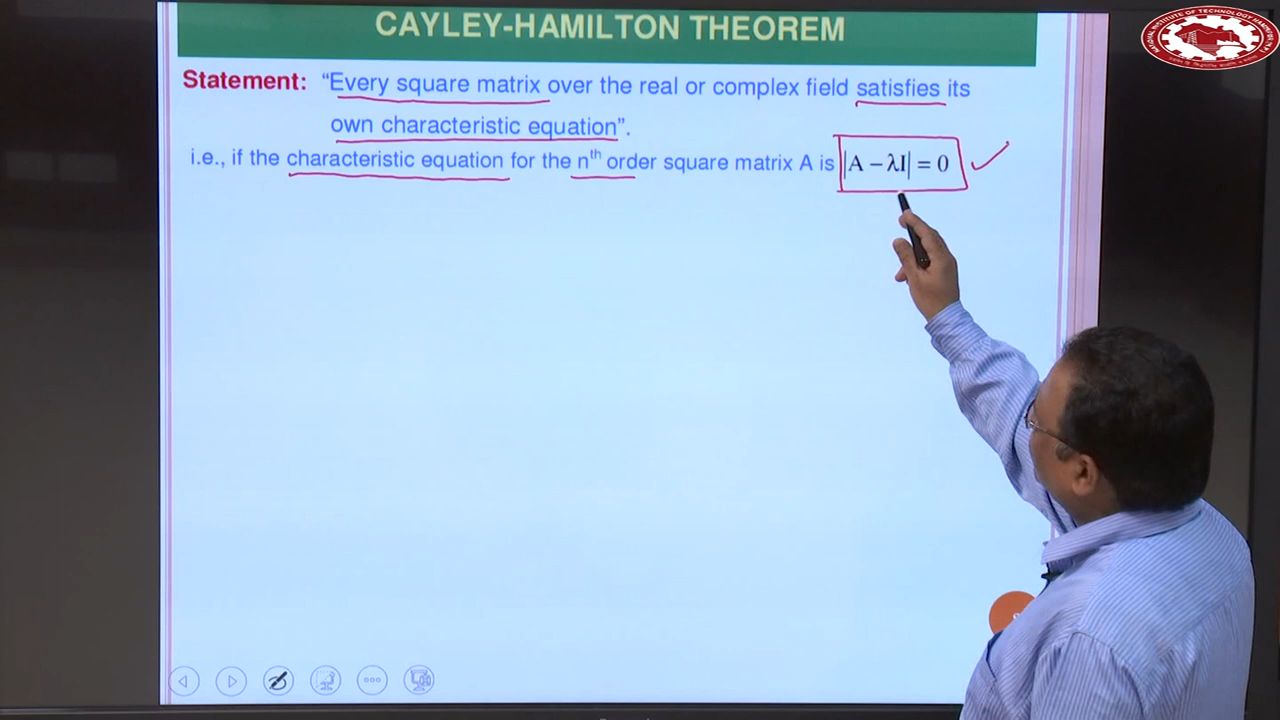 CAYLEY-HAMILTON THEOREM
Statement: “Every square matrix over the real or complex field satisfies its
own characteristic equation”.
i.e., if the characteristic equation for the nth order square matrix A is |A − λI| = 0